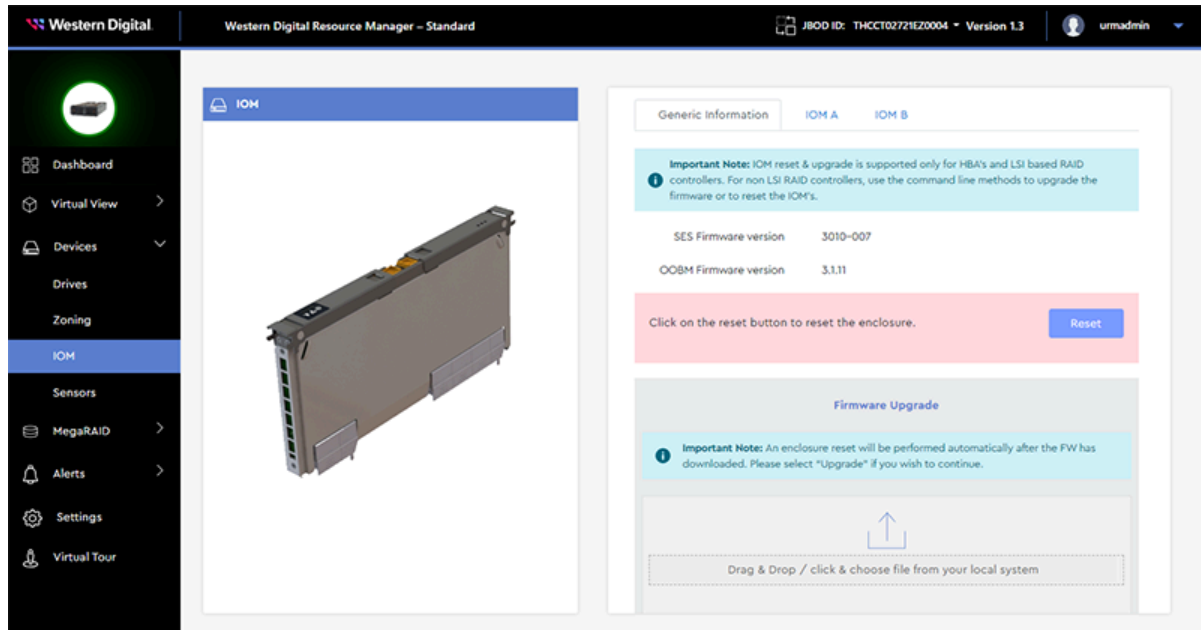 Western Digital.
Western Digital Resource Manager – Standard
JBOD ID: THCCT02721EZ0004 Version 1.3
urmadmin
Dashboard
Virtual View
Devices
Drives
Zoning
IOM
Sensors
MegaRAID
Alerts
Settings
Virtual Tour
IOM
Generic Information IOM A IOM B
Important Note: IOM reset & upgrade is supported only for HBA's and LSI based RAID
controllers. For non LSI RAID controllers, use the command line methods to upgrade the
firmware or to reset the IOM's.
SES Firmware version 3010-007
OOBM Firmware version 3.1.11
Click on the reset button to reset the enclosure. Reset
Firmware Upgrade
Important Note: An enclosure reset will be performed automatically after the FW has
downloaded. Please select "Upgrade" if you wish to continue.
Drag & Drop / click & choose file from your local system